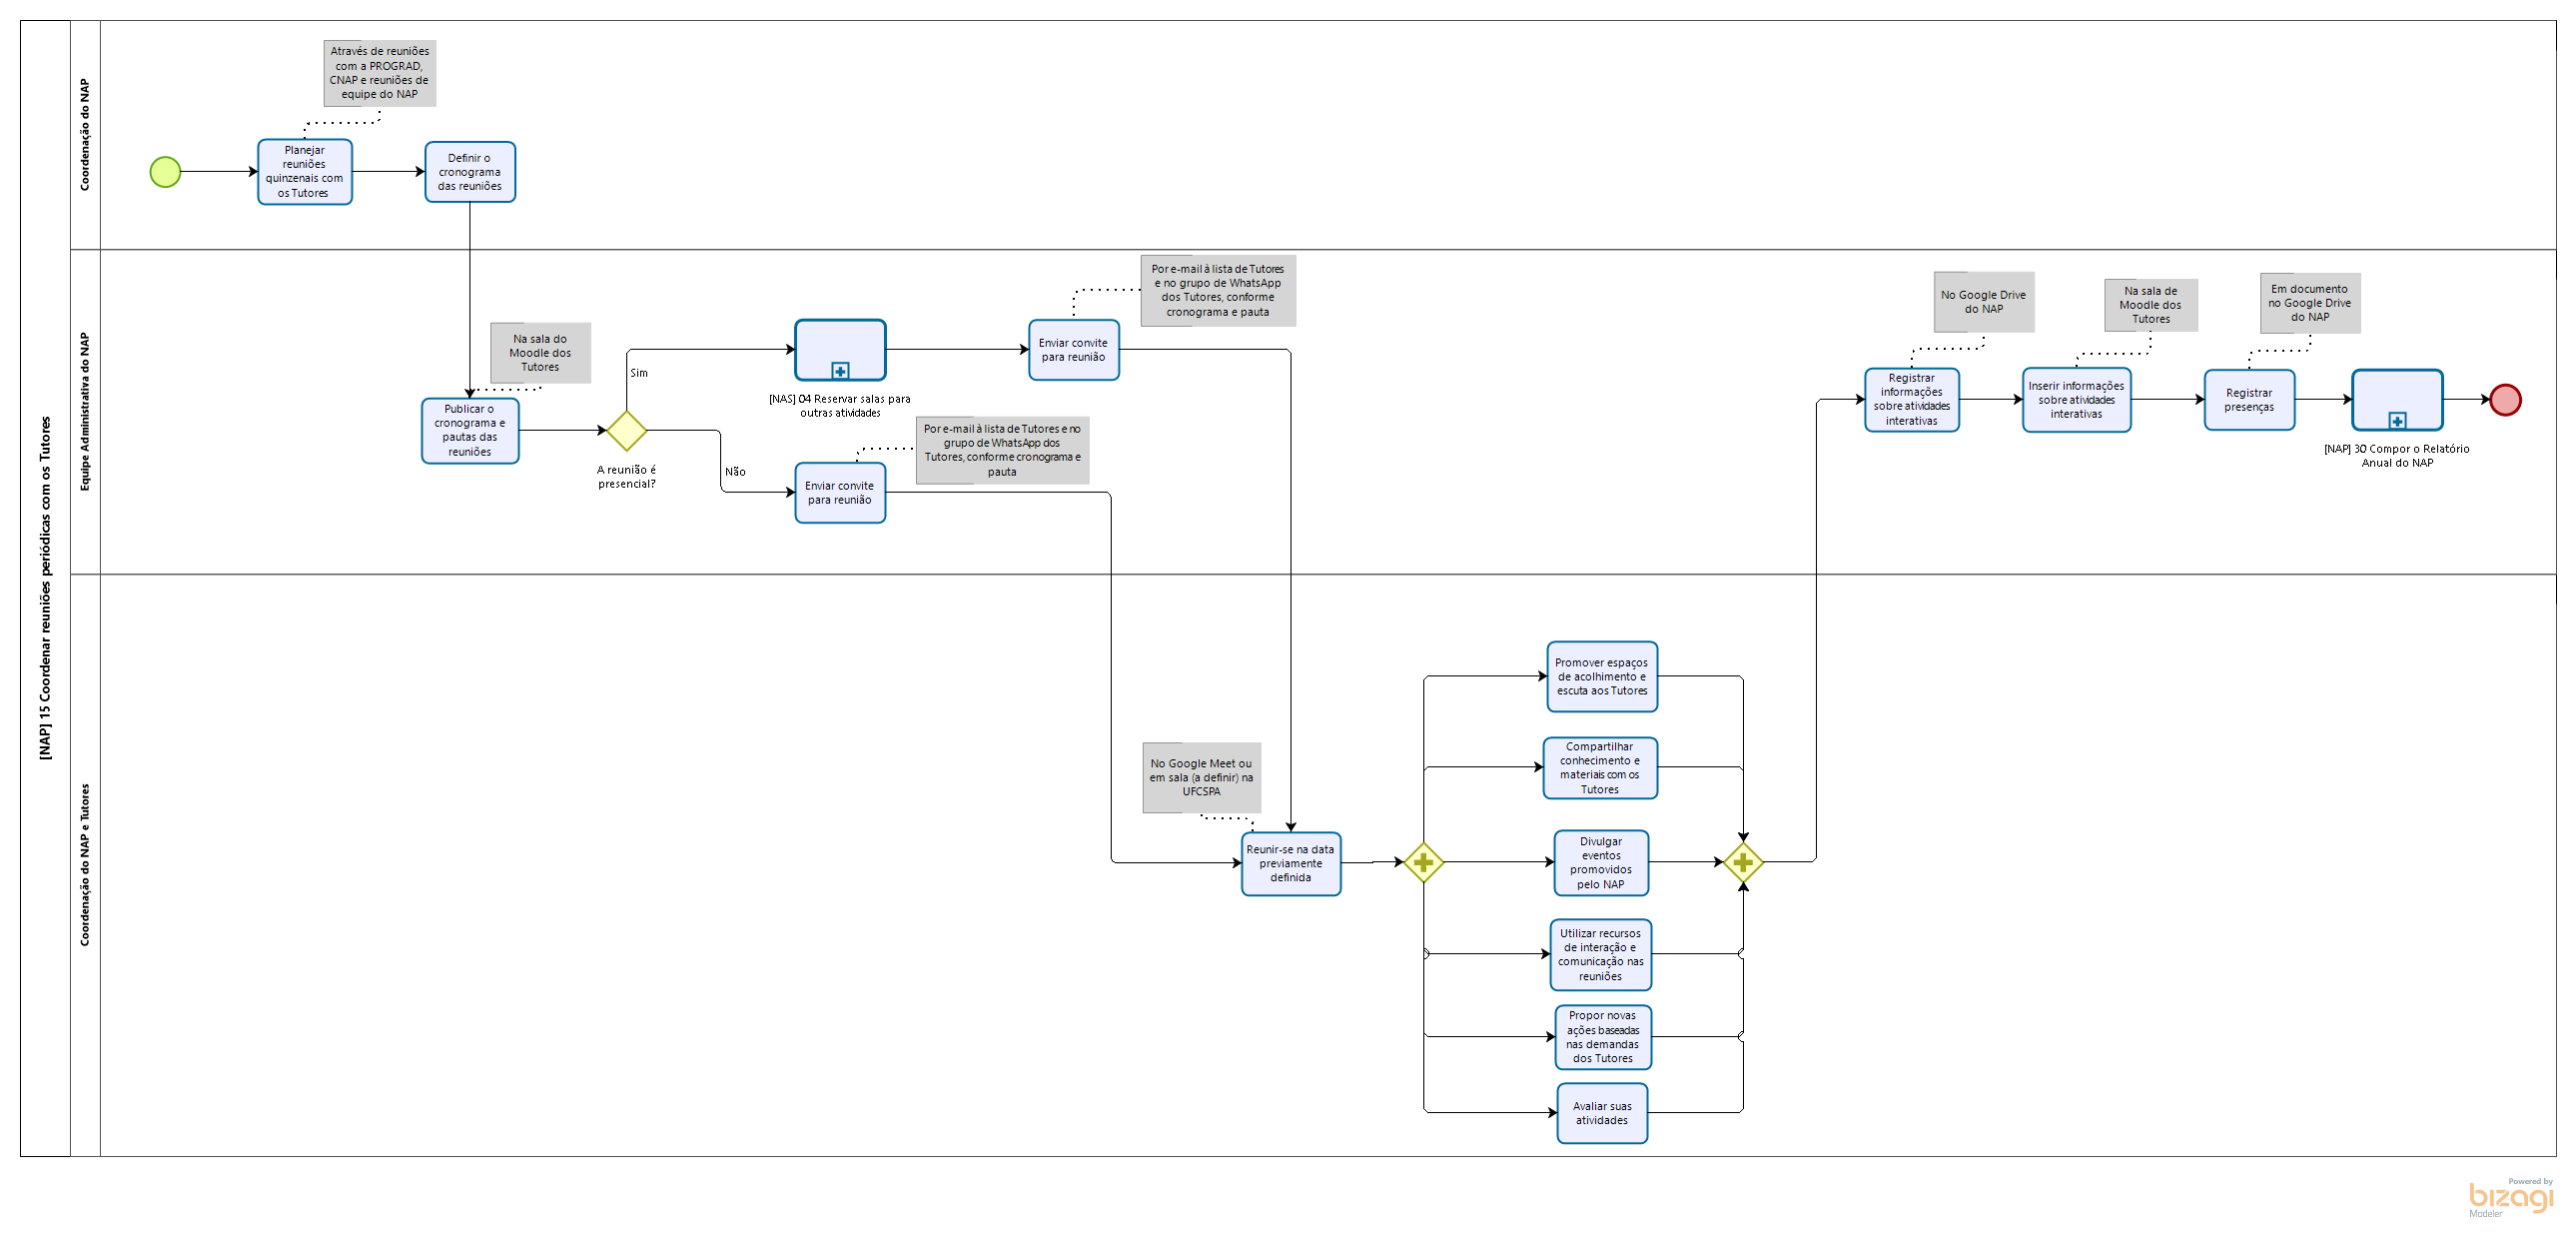 [NAP] 15 Coordenar reuniões periódicas com os Tutores
Coordenação do NAP
Através de reuniões
com a PROGRAD,
CNAP e reuniões de
equipe do NAP
Planejar
reuniões
quinzenais com
os Tutores
Definir o
cronograma
das reuniões
Equipe Administrativa do NAP
Na sala do
Moodle dos
Tutores
Publicar o
cronograma e
pautas das
reuniões
A reunião é
presencial?
Sim
Não
[NAS] 04 Reservar salas para
outras atividades
Por e-mail à lista de Tutores
e no grupo de WhatsApp
dos Tutores, conforme
cronograma e pauta
Enviar convite
para reunião
Por e-mail à lista de Tutores e no
grupo de WhatsApp dos
Tutores, conforme cronograma e
pauta
Enviar convite
para reunião
No Google Drive
do NAP
Registrar
informações
sobre atividades
interativas
Na sala de
Moodle dos
Tutores
Inserir informações
sobre atividades
interativas
Em documento
no Google Drive
do NAP
Registrar
presenças
[NAP] 30 Compor o Relatório
Anual do NAP
Coordenação do NAP e Tutores
No Google Meet ou
em sala (a definir) na
UFCSPA
Reunir-se na data
previamente
definida
Promover espaços
de acolhimento e
escuta aos Tutores
Compartilhar
conhecimento e
materiais com os
Tutores
Divulgar
eventos
promovidos
pelo NAP
Utilizar recursos
de interação e
comunicação nas
reuniões
Propor novas
ações baseadas
nas demandas
dos Tutores
Avaliar suas
atividades
Powered by
bizagi
Modeler